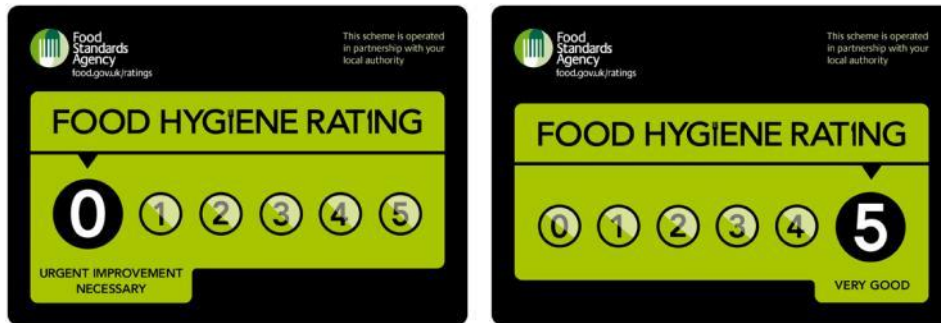 Food
Standards
Agency
food.gov.uk/ratings
This scheme is operated
in partnership with your
local authority
FOOD HYGIENE RATING
0 1 2 3 4 5
URGENT IMPROVEMENT
NECESSARY
Food
Standards
Agency
food.gov.uk/ratings
This scheme is operated
in partnership with your
local authority
FOOD HYGIENE RATING
0 1 2 3 4 5
VERY GOOD